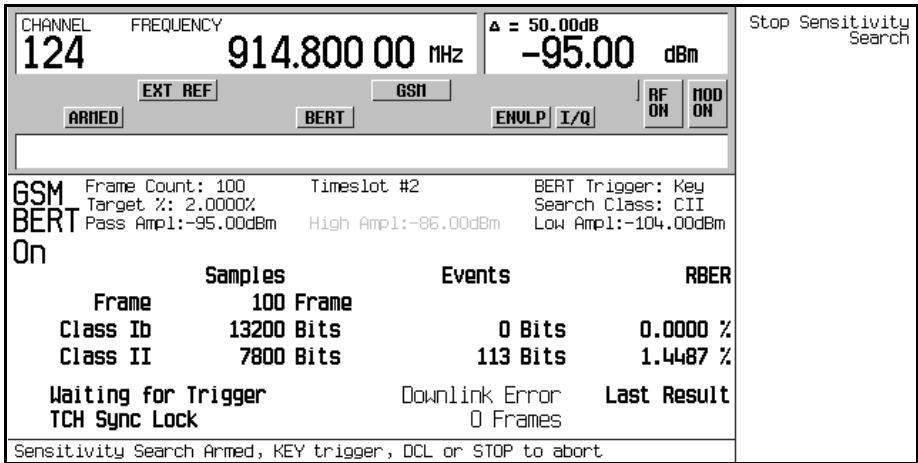 CHANNEL FREQUENCY Δ = 50.00dB
124 914.800 00 MHz -95.00 dBm
Stop Sensitivity
Search
EXT REF GSM RF ON MOD ON
ARMED BERT ENVLP I/Q
GSM BERT On
Frame Count: 100 Timeslot #2 BERT Trigger: Key
Target %: 2.0000% Search Class: CII
Pass Ampl:-95.00dBm High Ampl:-86.00dBm Low Ampl:-104.00dBm
Samples Events RBER
Frame 100 Frame
Class Ib 13200 Bits 0 Bits 0.0000 %
Class II 7800 Bits 113 Bits 1.4487 %
Waiting for Trigger Downlink Error Last Result
TCH Sync Lock 0 Frames
Sensitivity Search Armed, KEY trigger, DCL or STOP to abort